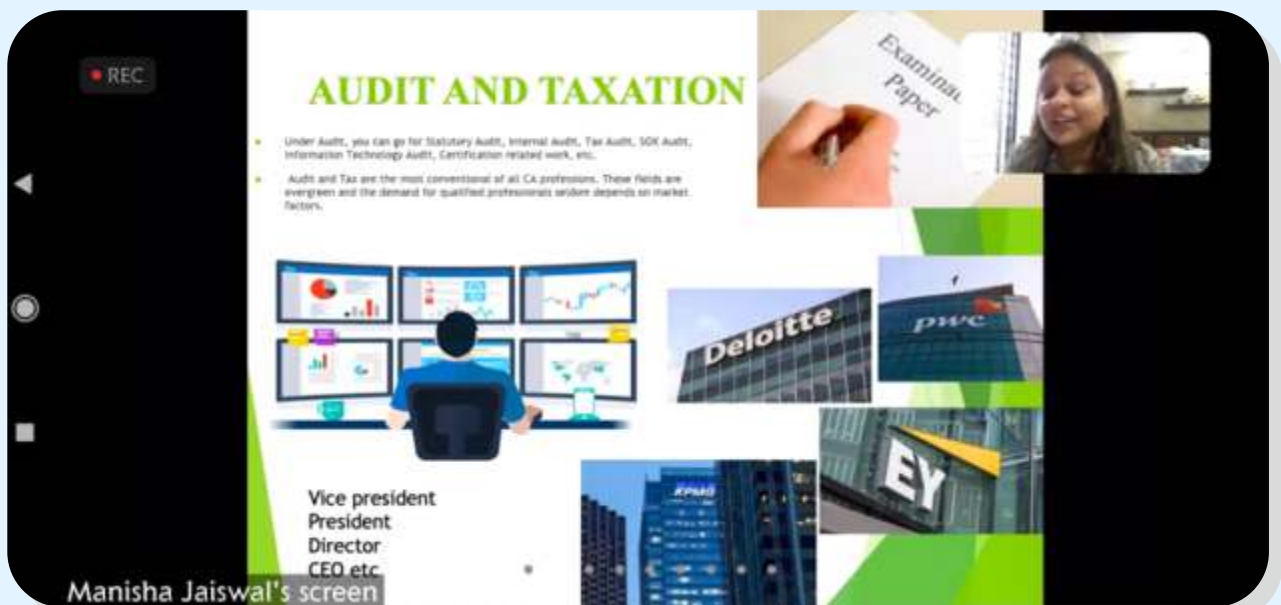 REC
AUDIT AND TAXATION
Under Audit, you can go for Statutory Audit, Internal Audit, Tax Audit, SOX Audit,
Information Technology Audit, Certification related work, etc.
Audit and Tax are the most conventional of all CA professions. These fields are
evergreen and the demand for qualified professionals seldom depends on market
factors.
Examinat
Paper
Deloitte
pwc
EY
KPMG
Vice president
President
Director
CEO etc
Manisha Jaiswal's screen